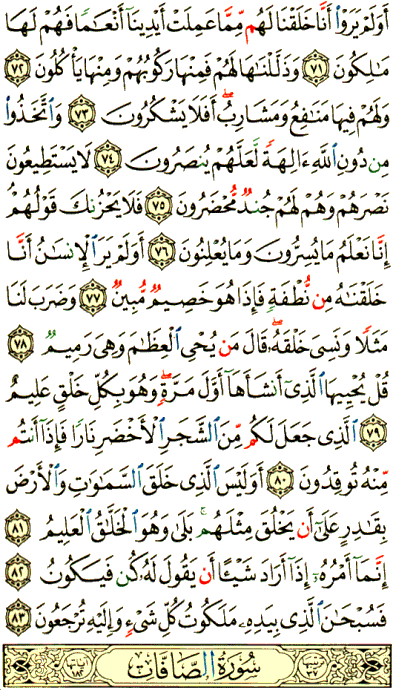 أَوَلَمْ يَرَوْا۟ أَنَّا خَلَقْنَا لَهُم مِّمَّا عَمِلَتْ أَيْدِينَآ أَنْعَـٰمًا فَهُمْ لَهَا
مَـٰلِكُونَ ٧١ وَذَلَّلْنَـٰهَا لَهُمْ فَمِنْهَا رَكُوبُهُمْ وَمِنْهَا يَأْكُلُونَ ٧٢
وَلَهُمْ فِيهَا مَنَـٰفِعُ وَمَشَارِبُ ۖ أَفَلَا يَشْكُرُونَ ٧٣ وَٱتَّخَذُوا۟
مِن دُونِ ٱللَّهِ ءَالِهَةً لَّعَلَّهُمْ يُنصَرُونَ ٧٤ لَا يَسْتَطِيعُونَ
نَصْرَهُمْ وَهُمْ لَهُمْ جُندٌ مُّحْضَرُونَ ٧٥ فَلَا يَحْزُنكَ قَوْلُهُمْ ۘ
إِنَّا نَعْلَمُ مَا يُسِرُّونَ وَمَا يُعْلِنُونَ ٧٦ أَوَلَمْ يَرَ ٱلْإِنسَـٰنُ أَنَّا
خَلَقْنَـٰهُ مِن نُّطْفَةٍ فَإِذَا هُوَ خَصِيمٌ مُّبِينٌ ٧٧ وَضَرَبَ لَنَا
مَثَلًا وَنَسِىَ خَلْقَهُۥ ۖ قَالَ مَن يُحْىِ ٱلْعِظَـٰمَ وَهِىَ رَمِيمٌ ٧٨
قُلْ يُحْيِيهَا ٱلَّذِىٓ أَنشَأَهَآ أَوَّلَ مَرَّةٍ ۖ وَهُوَ بِكُلِّ خَلْقٍ عَلِيمٌ
٧٩ ٱلَّذِى جَعَلَ لَكُم مِّنَ ٱلشَّجَرِ ٱلْأَخْضَرِ نَارًا فَإِذَآ أَنتُم
مِّنْهُ تُوقِدُونَ ٨٠ أَوَلَيْسَ ٱلَّذِى خَلَقَ ٱلسَّمَـٰوَٰتِ وَٱلْأَرْضَ
بِقَـٰدِرٍ عَلَىٰٓ أَن يَخْلُقَ مِثْلَهُم ۚ بَلَىٰ وَهُوَ ٱلْخَلَّـٰقُ ٱلْعَلِيمُ ٨١
إِنَّمَآ أَمْرُهُۥٓ إِذَآ أَرَادَ شَيْـًٔا أَن يَقُولَ لَهُۥ كُن فَيَكُونُ ٨٢
فَسُبْحَـٰنَ ٱلَّذِى بِيَدِهِۦ مَلَكُوتُ كُلِّ شَىْءٍ وَإِلَيْهِ تُرْجَعُونَ ٨٣
سُورَةُ ٱلصَّافَّات